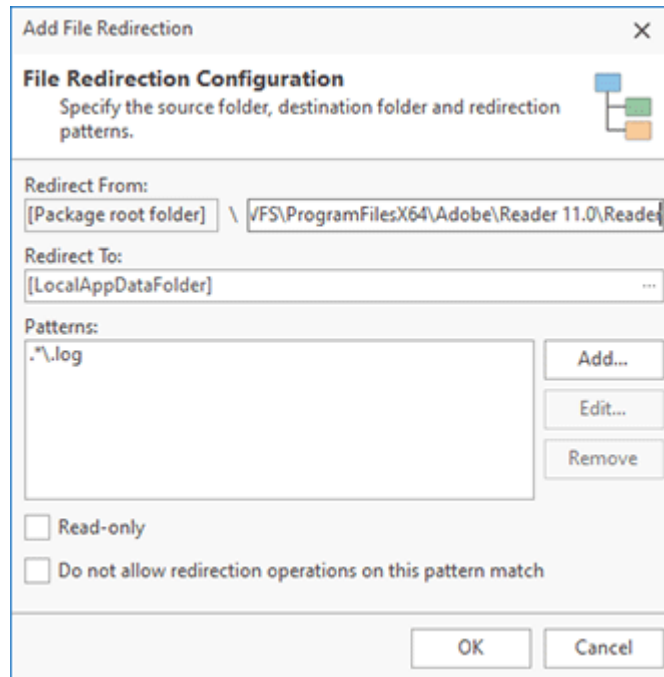 Add File Redirection
File Redirection Configuration
Specify the source folder, destination folder and redirection
patterns.
Redirect From:
[Package root folder] \ VFS\ProgramFilesX64\Adobe\Reader 11.0\Reader
Redirect To:
[LocalAppDataFolder] ...
Patterns:
.*\.log
Add...
Edit...
Remove
Read-only
Do not allow redirection operations on this pattern match
OK Cancel